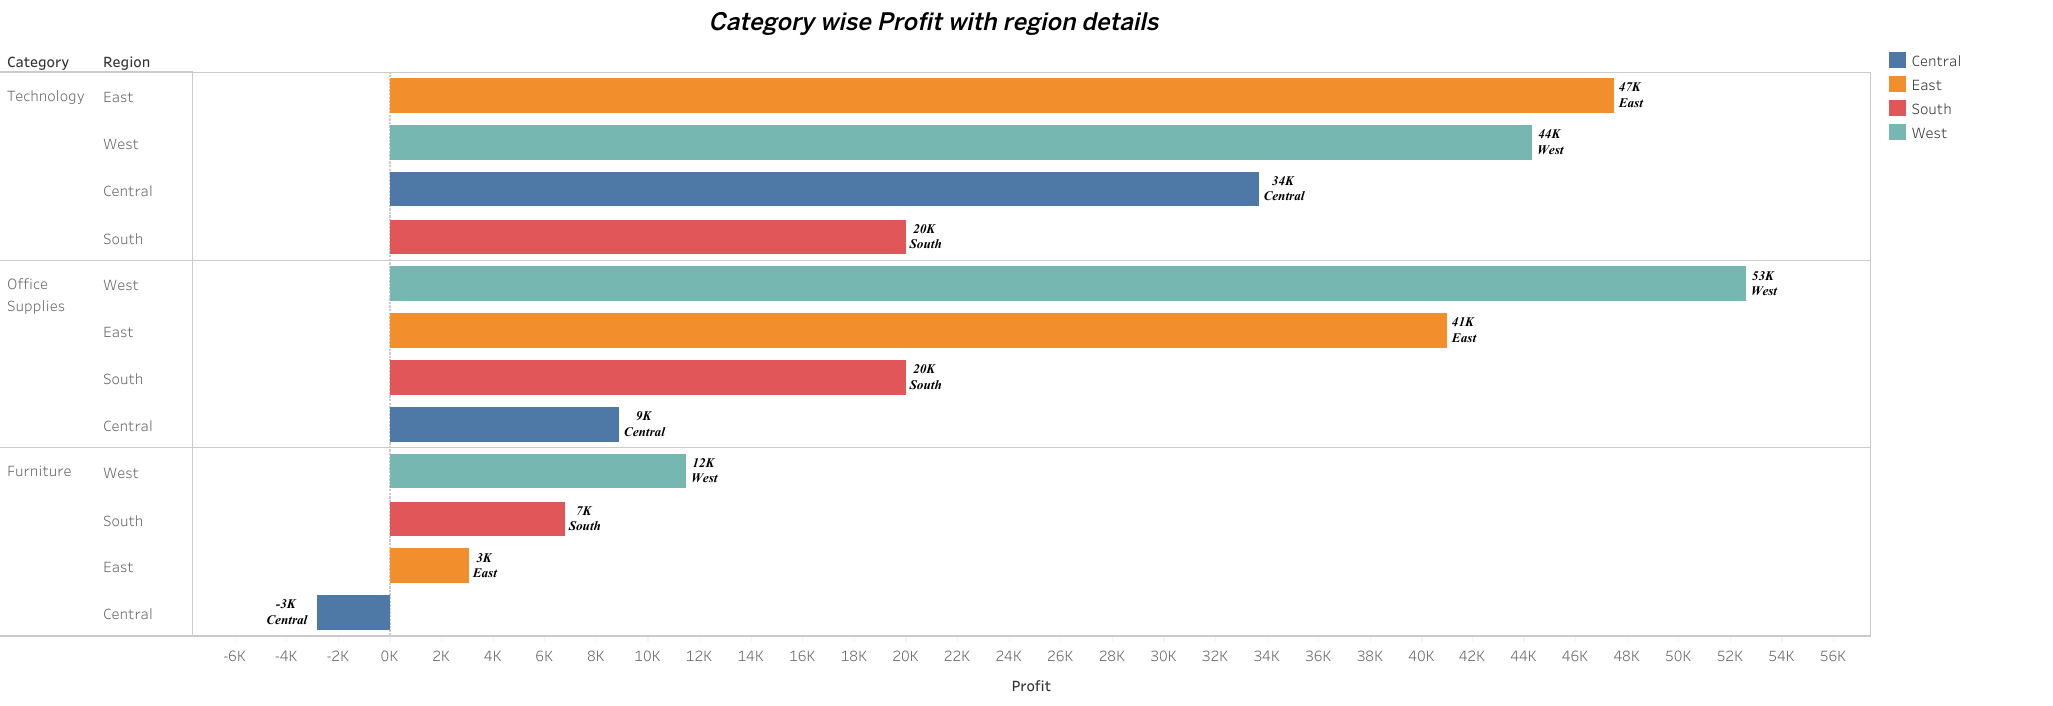 Category wise Profit with region details
Category Region
Central
East
South
West
Technology East
47K
East
West
44K
West
Central
34K
Central
South
20K
South
Office
Supplies
West
53K
West
East
41K
East
South
20K
South
Central
9K
Central
Furniture West
12K
West
South
7K
South
East
3K
East
Central
-3K
Central
-6K -4K -2K 0K 2K 4K 6K 8K 10K 12K 14K 16K 18K 20K 22K 24K 26K 28K 30K 32K 34K 36K 38K 40K 42K 44K 46K 48K 50K 52K 54K 56K
Profit